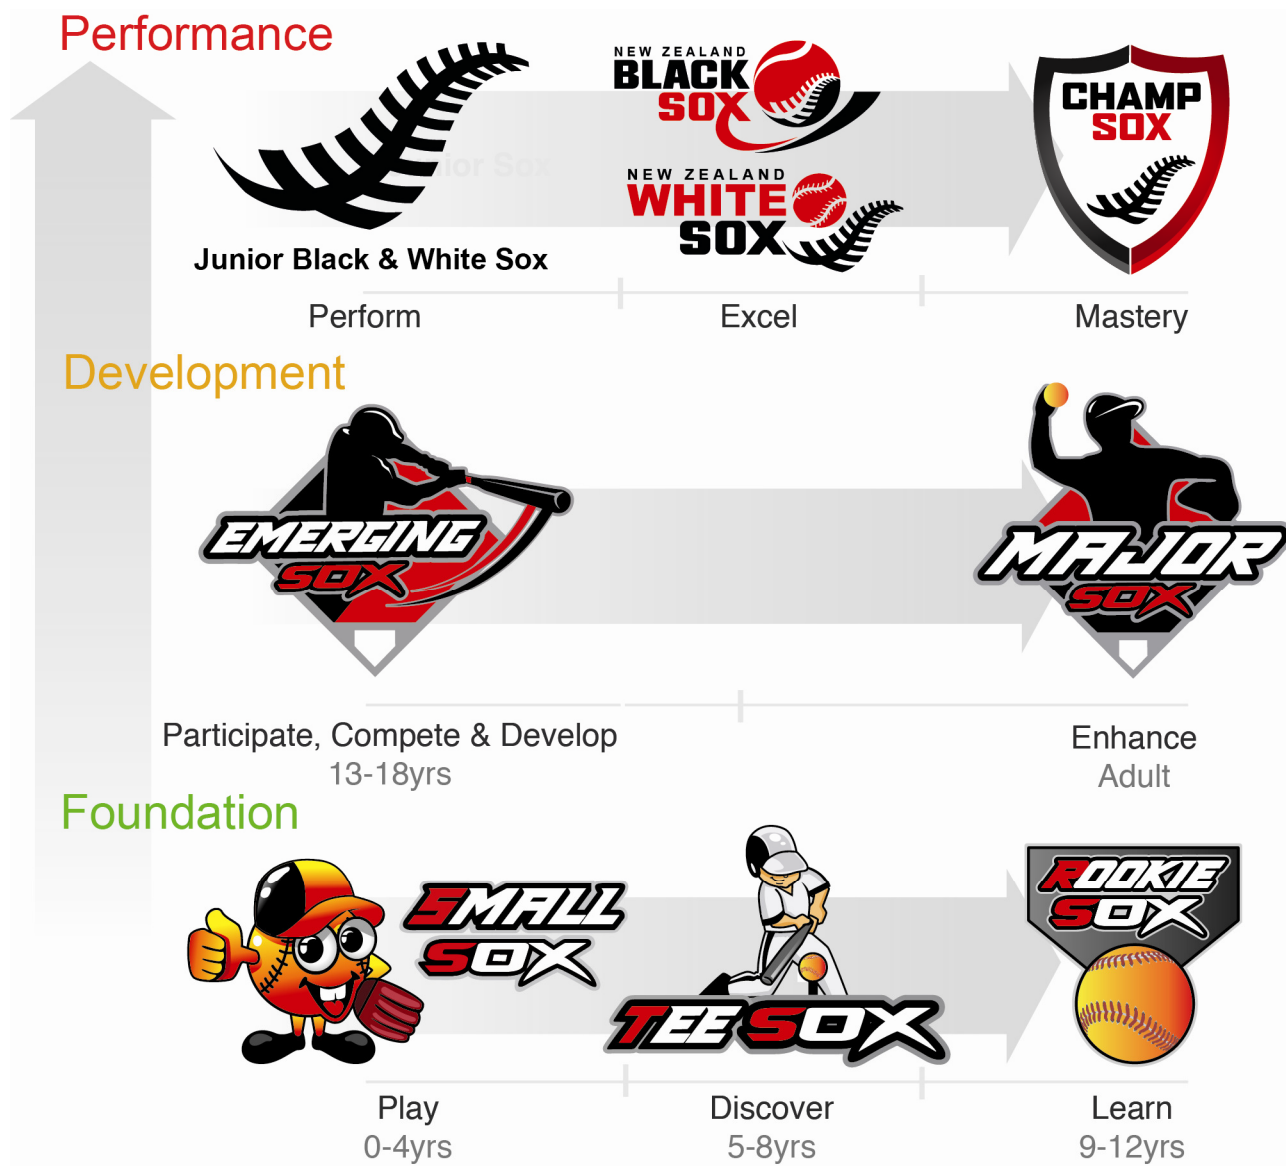 Performance
NEW ZEALAND
BLACK
SOX
CHAMP
SOX
nior Sox
NEW ZEALAND
WHITE
SOX
Junior Black & White Sox
Perform
Excel
Mastery
Development
EMERGING
SOX
MAJOR
SOX
Participate, Compete & Develop
13-18yrs
Enhance
Adult
Foundation
SMALL
SOX
TEE SOX
ROOKIE
SOX
Play
0-4yrs
Discover
5-8yrs
Learn
9-12yrs